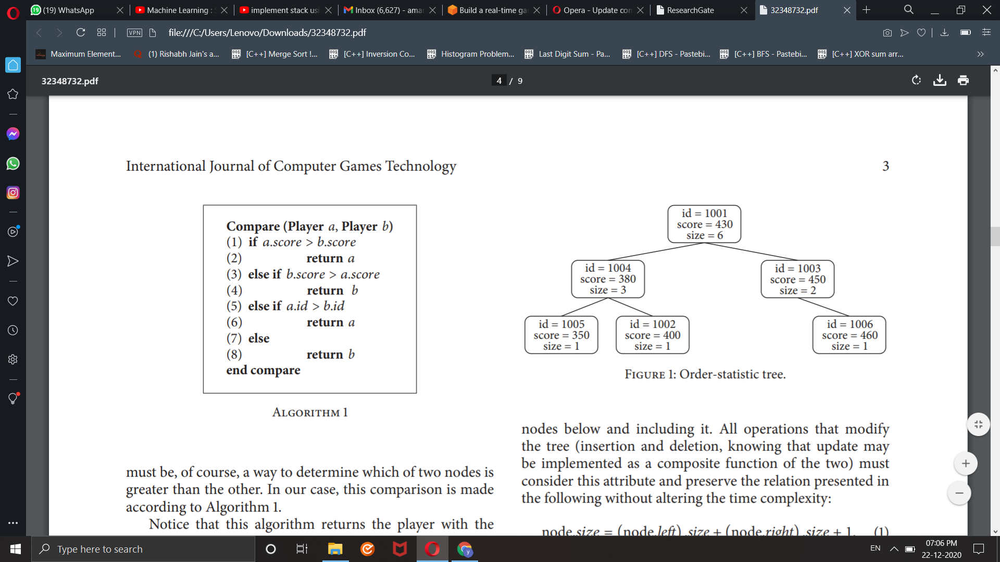 (19) WhatsApp
Machine Learning :
implement stack usi
Inbox (6,627) - amar
Build a real-time ga
Opera - Update con
ResearchGate
32348732.pdf
VPN
file:///C:/Users/Lenovo/Downloads/32348732.pdf
Maximum Element...
(1) Rishabh Jain's a...
[C++] Merge Sort !...
[C++] Inversion Co...
Histogram Problem...
Last Digit Sum - Pa...
[C++] DFS - Pastebi...
[C++] BFS - Pastebi...
[C++] XOR sum arr...
32348732.pdf
4 / 9
International Journal of Computer Games Technology
3
Compare (Player a, Player b)
(1) if a.score > b.score
(2) return a
(3) else if b.score > a.score
(4) return b
(5) else if a.id > b.id
(6) return a
(7) else
(8) return b
end compare
Algorithm 1
must be, of course, a way to determine which of two nodes is
greater than the other. In our case, this comparison is made
according to Algorithm 1.
Notice that this algorithm returns the player with the
id = 1001
score = 430
size = 6
id = 1004
score = 380
size = 3
id = 1003
score = 450
size = 2
id = 1005
score = 350
size = 1
id = 1002
score = 400
size = 1
id = 1006
score = 460
size = 1
Figure 1: Order-statistic tree.
nodes below and including it. All operations that modify
the tree (insertion and deletion, knowing that update may
be implemented as a composite function of the two) must
consider this attribute and preserve the relation presented in
the following without altering the time complexity:
node.size = (node.left) .size + (node.right) .size + 1. (1)
Type here to search
EN
07:06 PM
22-12-2020